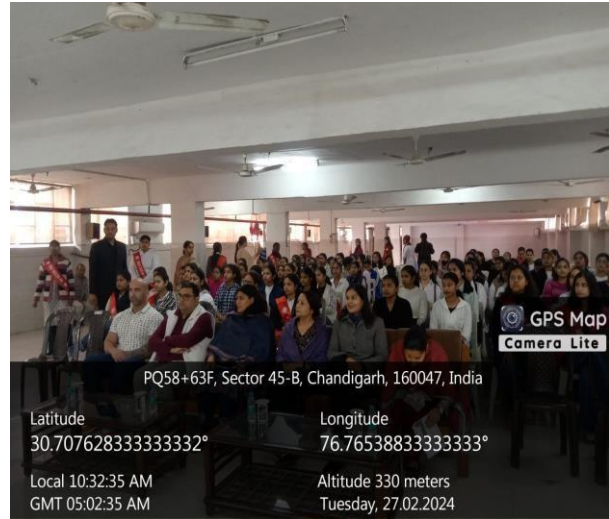 GPS Map
Camera Lite
PQ58+63F, Sector 45-B, Chandigarh, 160047, India
Latitude
30.707628333333332°
Longitude
76.76538833333333°
Local 10:32:35 AM
GMT 05:02:35 AM
Altitude 330 meters
Tuesday, 27.02.2024